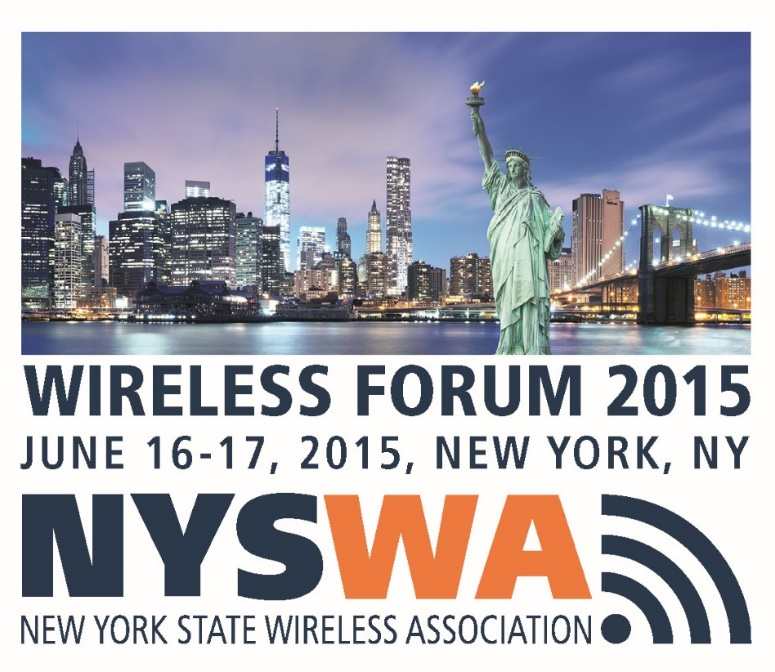 WIRELESS FORUM 2015
JUNE 16-17, 2015, NEW YORK, NY
NYSWA
NEW YORK STATE WIRELESS ASSOCIATION